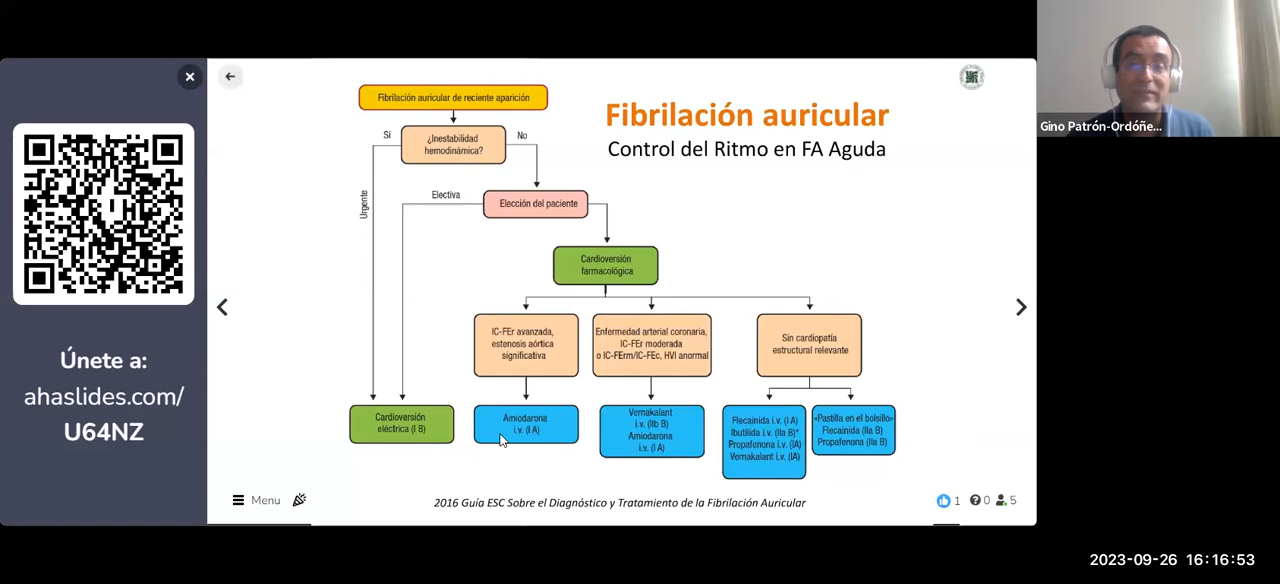 Fibrilación auricular de reciente aparición
Fibrilación auricular
Control del Ritmo en FA Aguda
Sí
¿Inestabilidad
hemodinámica?
No
Urgente
Electiva
Elección del paciente
Cardioversión
farmacológica
IC-FEr avanzada,
estenosis aórtica
significativa
Enfermedad arterial coronaria,
IC-FEr moderada
o IC-FErm/IC-FEc, HVI anormal
Sin cardiopatía
estructural relevante
Cardioversión
eléctrica (I B)
Amiodarona
i.v. (I A)
Vernakalant
i.v. (IIb B)
Amiodarona
i.v. (I A)
Flecainida i.v. (I A)
Ibutilida i.v. (IIa B)*
Propafenona i.v. (IA)
Vernakalant i.v. (IA)
«Pastilla en el bolsillo»
Flecainida (IIa B)
Propafenona (IIa B)
2016 Guía ESC Sobre el Diagnóstico y Tratamiento de la Fibrilación Auricular
Únete a:
ahaslides.com/
U64NZ
Menu
1
0
5
Gino Patrón-Ordóñe...
2023-09-26 16:16:53